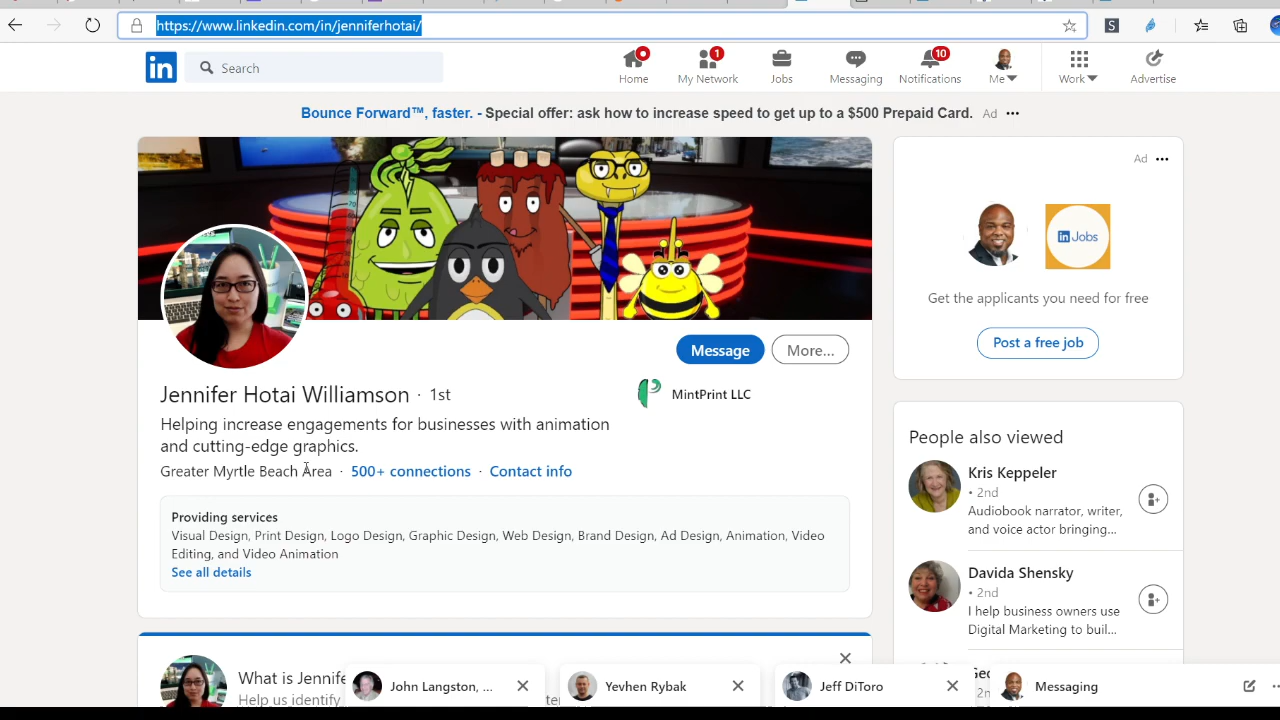 https://www.linkedin.com/in/jenniferhotai/
S
in
Search
Home
1
My Network
Jobs
Messaging
10
Notifications
Me
Work
Advertise
Bounce Forward™, faster. - Special offer: ask how to increase speed to get up to a $500 Prepaid Card. Ad
Ad
in Jobs
Get the applicants you need for free
Post a free job
Message
More...
Jennifer Hotai Williamson · 1st
MintPrint LLC
Helping increase engagements for businesses with animation
and cutting-edge graphics.
Greater Myrtle Beach Area · 500+ connections · Contact info
Providing services
Visual Design, Print Design, Logo Design, Graphic Design, Web Design, Brand Design, Ad Design, Animation, Video
Editing, and Video Animation
See all details
People also viewed
Kris Keppeler
• 2nd
Audiobook narrator, writer,
and voice actor bringing...
Davida Shensky
• 2nd
I help business owners use
Digital Marketing to buil...
What is Jennife
Help us identify
John Langston, ...
Yevhen Rybak
Jeff DiToro
Messaging